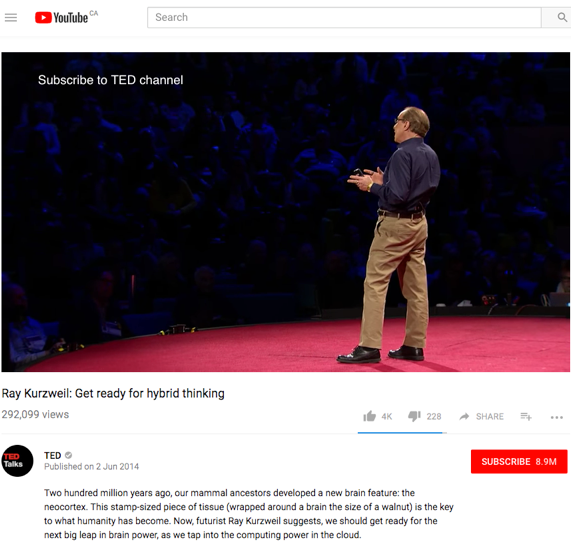 YouTube CA
Search
Subscribe to TED channel
Ray Kurzweil: Get ready for hybrid thinking
292,099 views
4K 228 SHARE
TED Talks
TED
Published on 2 Jun 2014
SUBSCRIBE 8.9M
Two hundred million years ago, our mammal ancestors developed a new brain feature: the
neocortex. This stamp-sized piece of tissue (wrapped around a brain the size of a walnut) is the key
to what humanity has become. Now, futurist Ray Kurzweil suggests, we should get ready for the
next big leap in brain power, as we tap into the computing power in the cloud.